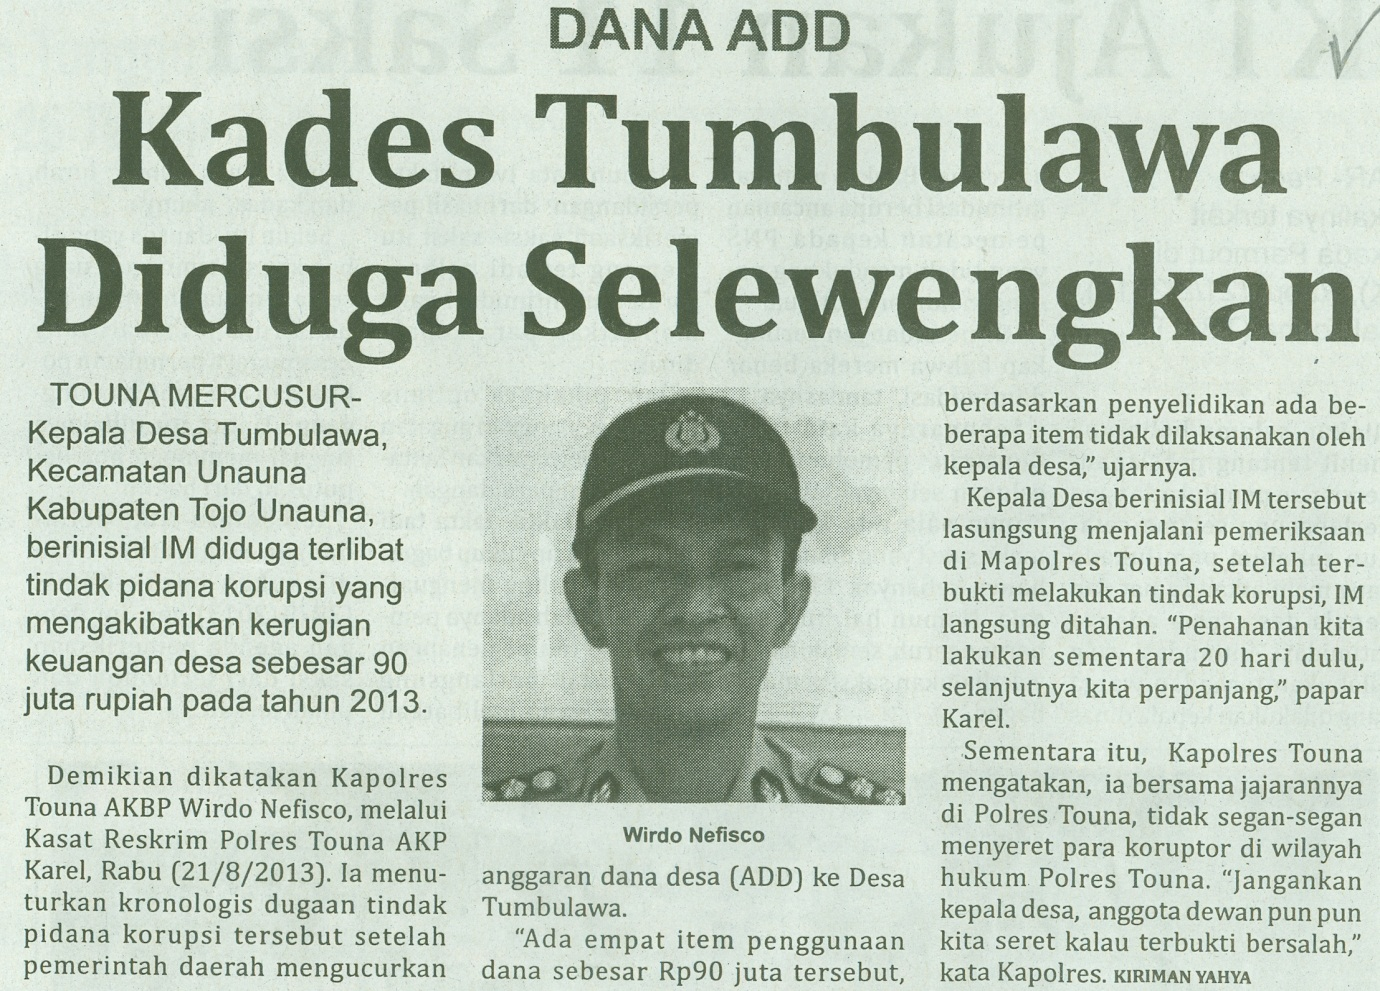 DANA ADD
Kades Tumbulawa
Diduga Selewengkan
TOUNA MERCUSUR-
Kepala Desa Tumbulawa,
Kecamatan Unauna
Kabupaten Tojo Unauna,
berinisial IM diduga terlibat
tindak pidana korupsi yang
mengakibatkan kerugian
keuangan desa sebesar 90
juta rupiah pada tahun 2013.
Demikian dikatakan Kapolres
Touna AKBP Wirdo Nefisco, melalui
Kasat Reskrim Polres Touna AKP
Karel, Rabu (21/8/2013). Ia menu-
turkan kronologis dugaan tindak
pidana korupsi tersebut setelah
pemerintah daerah mengucurkan
Wirdo Nefisco
anggaran dana desa (ADD) ke Desa
Tumbulawa.
“Ada empat item penggunaan
dana sebesar Rp90 juta tersebut,
berdasarkan penyelidikan ada be-
berapa item tidak dilaksanakan oleh
kepala desa,” ujarnya.
Kepala Desa berinisial IM tersebut
lasungsung menjalani pemeriksaan
di Mapolres Touna, setelah ter-
bukti melakukan tindak korupsi, IM
langsung ditahan. “Penahanan kita
lakukan sementara 20 hari dulu,
selanjutnya kita perpanjang,” papar
Karel.
Sementara itu, Kapolres Touna
mengatakan, ia bersama jajarannya
di Polres Touna, tidak segan-segan
menyeret para koruptor di wilayah
hukum Polres Touna. “Jangankan
kepala desa, anggota dewan pun pun
kita seret kalau terbukti bersalah,”
kata Kapolres. KIRIMAN YAHYA